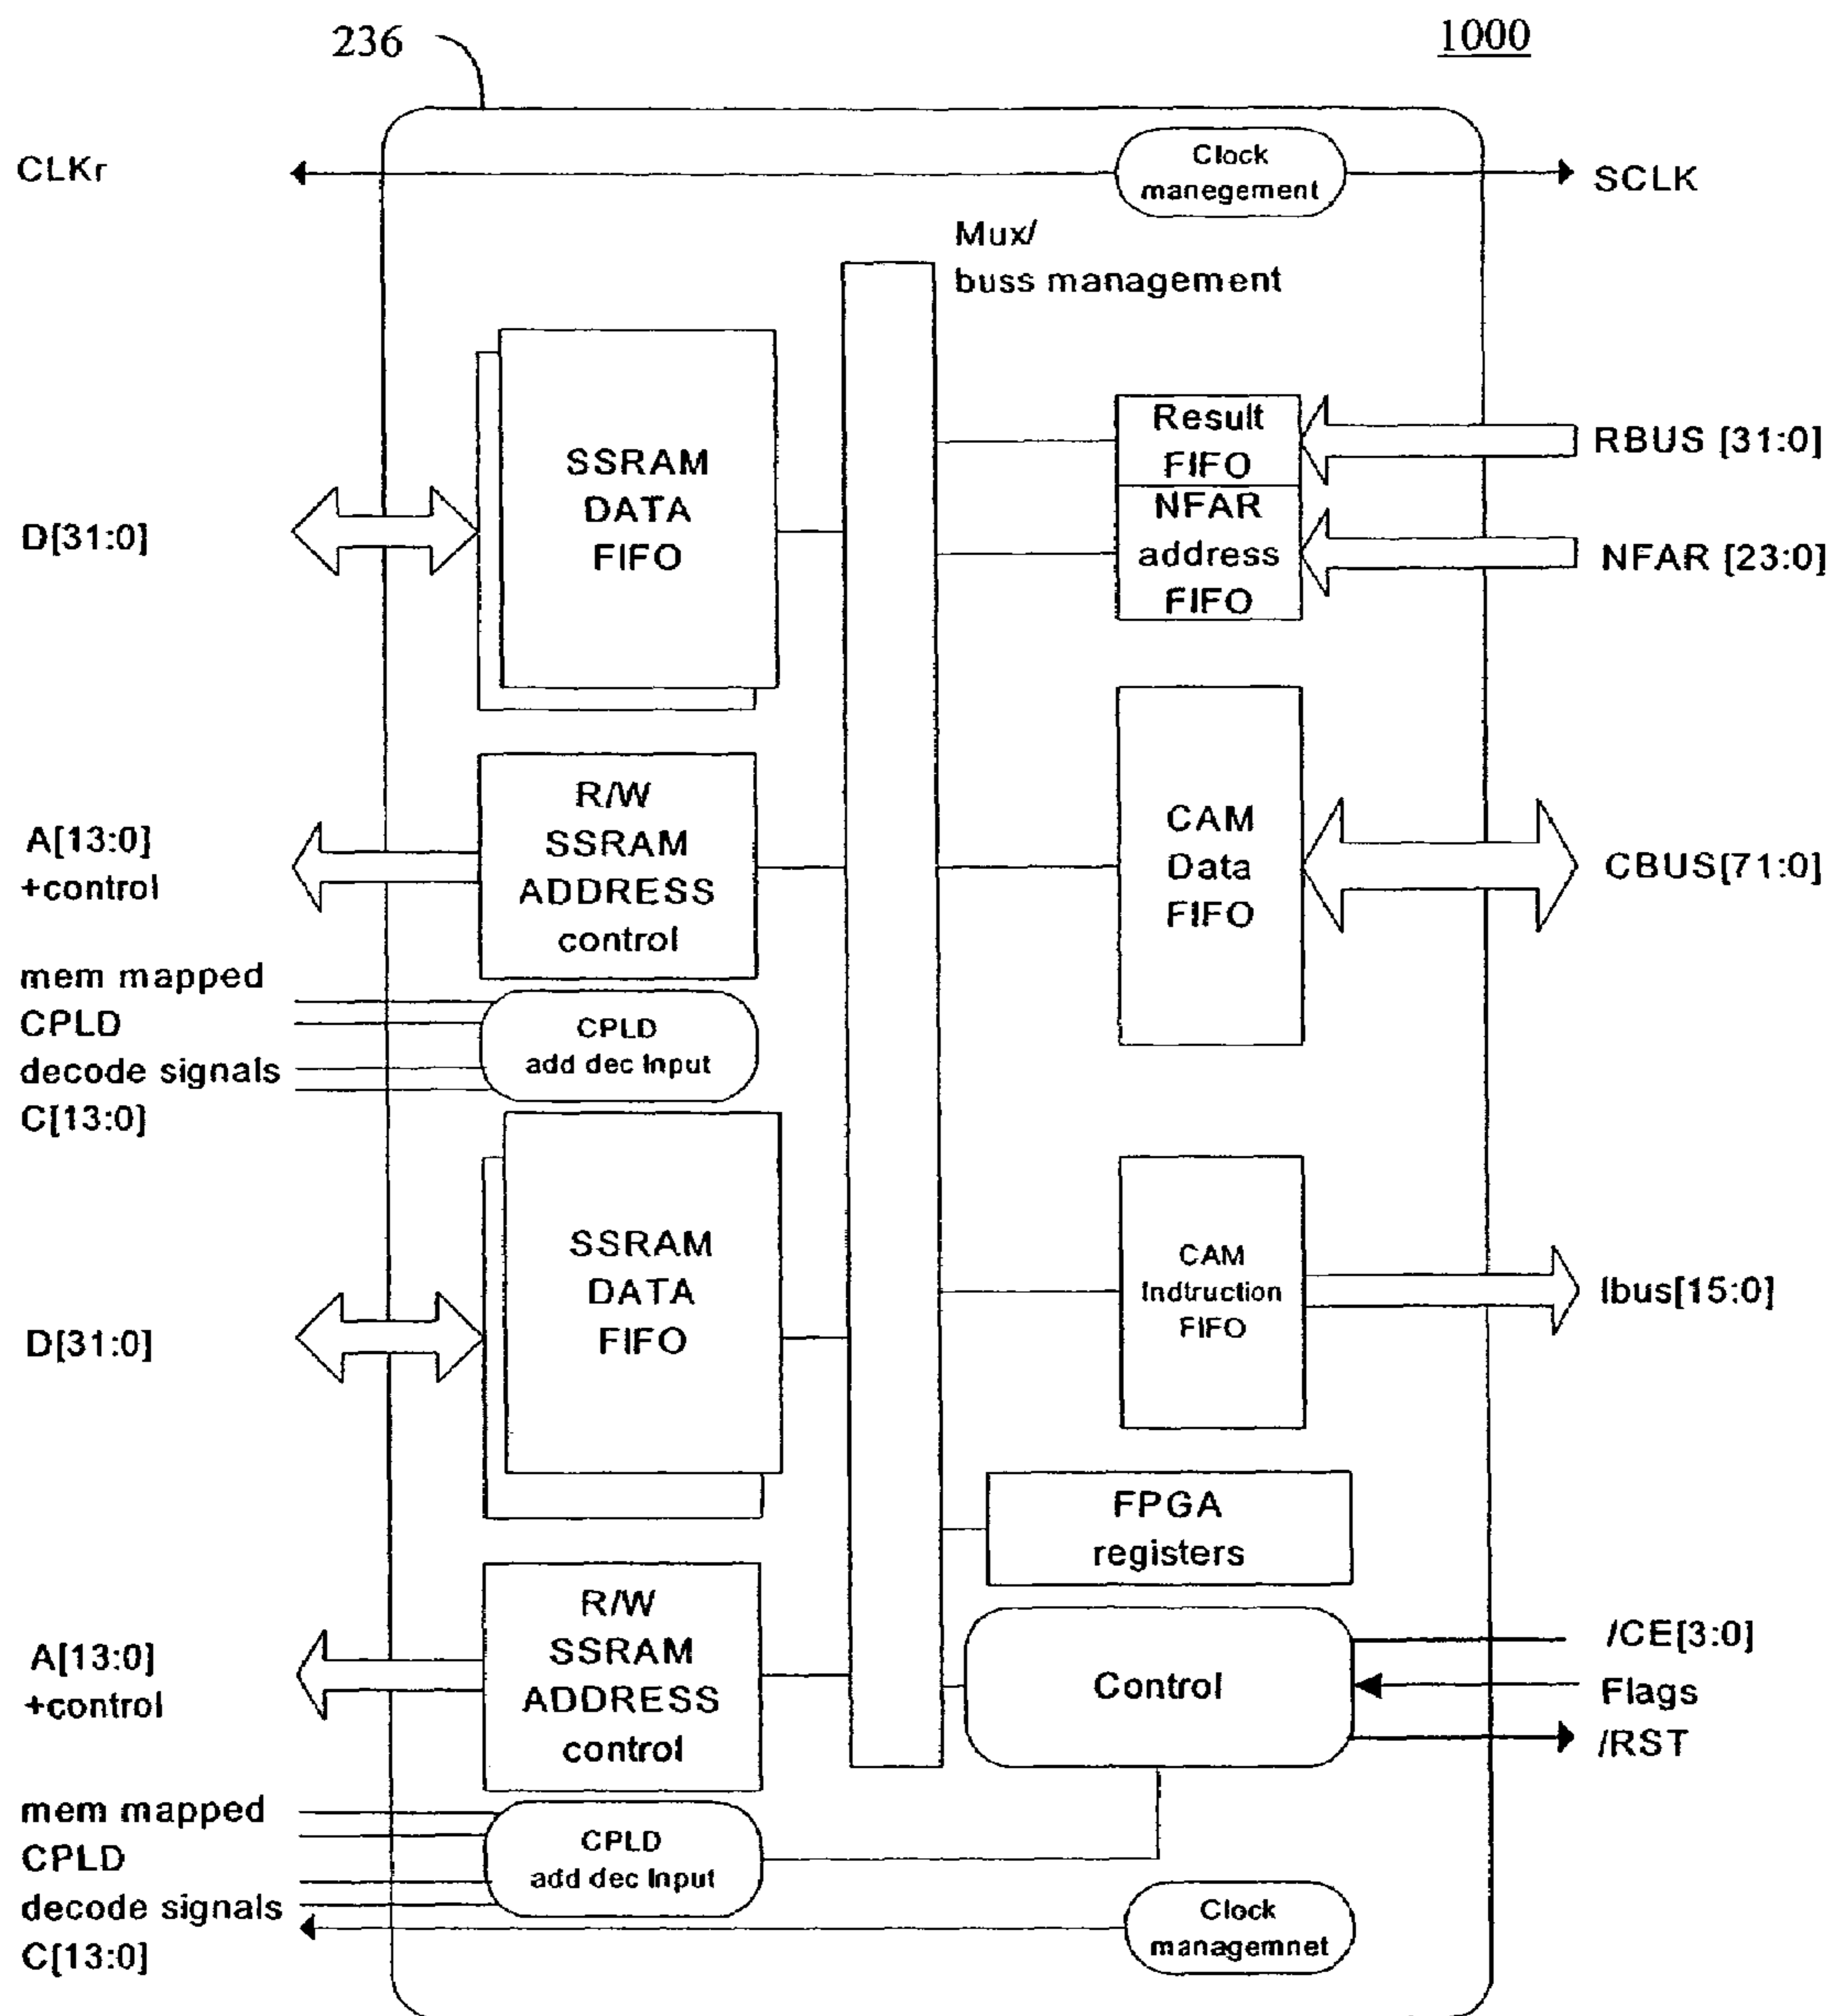 236
1000
CLKr
Clock
manegement
SCLK
Mux/
buss management
SSRAM
DATA
FIFO
D[31:0]
Result
FIFO
RBUS [31:0]
NFAR
address
FIFO
NFAR [23:0]
R/W
SSRAM
ADDRESS
control
A[13:0]
+control
CAM
Data
FIFO
CBUS[71:0]
mem mapped
CPLD
decode signals
C[13:0]
CPLD
add dec Input
SSRAM
DATA
FIFO
D[31:0]
CAM
Indtruction
FIFO
Ibus[15:0]
FPGA
registers
R/W
SSRAM
ADDRESS
control
A[13:0]
+control
Control
/CE[3:0]
Flags
/RST
mem mapped
CPLD
decode signals
C[13:0]
CPLD
add dec Input
Clock
managemnet